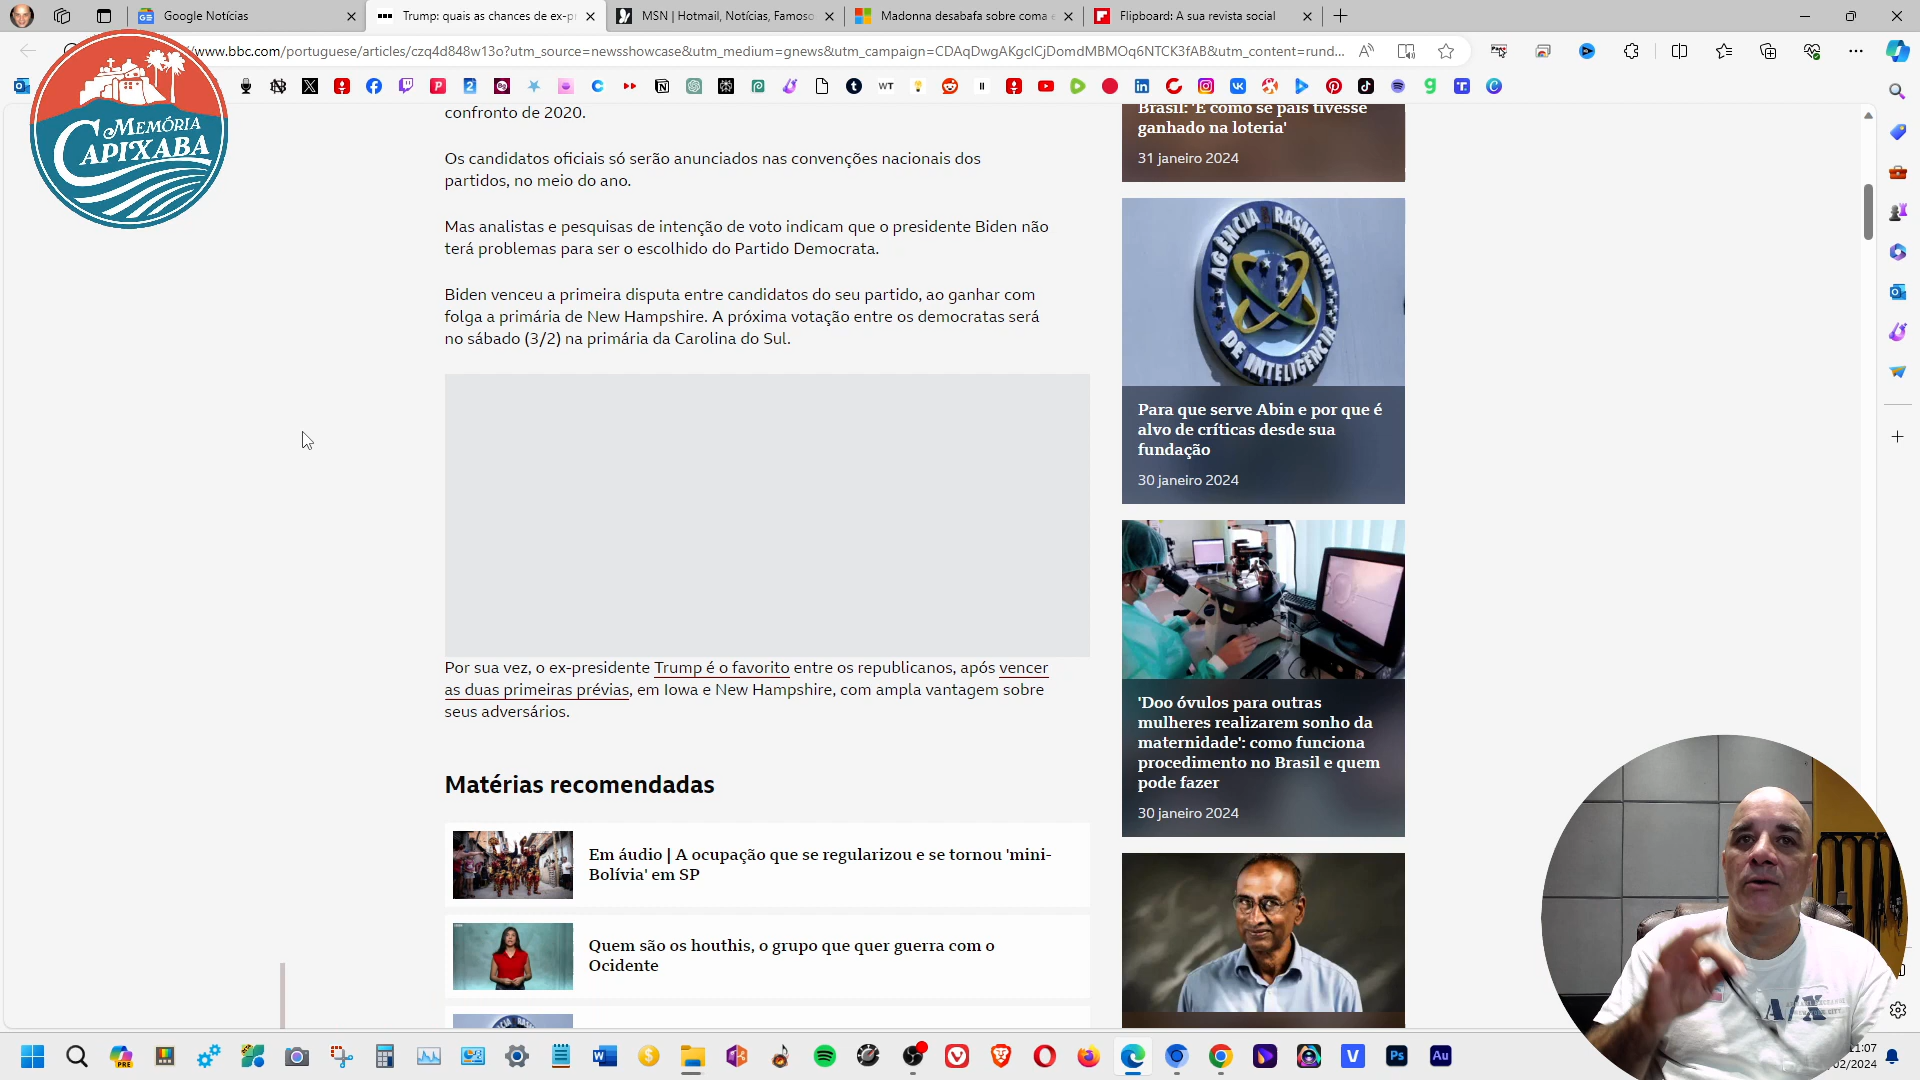 Google Notícias
Trump: quais as chances de ex-pr
MSN | Hotmail, Notícias, Famoso
Madonna desabafa sobre coma
Flipboard: A sua revista social
www.bbc.com/portuguese/articles/czq4d848w13o?utm_source=newsshowcase&utm_medium=gnews&utm_campaign=CDAqDwgAKgcICjDomdMBMOq6NTCK3fAB&utm_content=rund...
MEMÓRIA
CAPIXABA
confronto de 2020.
Os candidatos oficiais só serão anunciados nas convenções nacionais dos
partidos, no meio do ano.
Mas analistas e pesquisas de intenção de voto indicam que o presidente Biden não
terá problemas para ser o escolhido do Partido Democrata.
Biden venceu a primeira disputa entre candidatos do seu partido, ao ganhar com
folga a primária de New Hampshire. A próxima votação entre os democratas será
no sábado (3/2) na primária da Carolina do Sul.
Por sua vez, o ex-presidente Trump é o favorito entre os republicanos, após vencer
as duas primeiras prévias, em Iowa e New Hampshire, com ampla vantagem sobre
seus adversários.
Matérias recomendadas
Em áudio | A ocupação que se regularizou e se tornou 'mini-
Bolívia' em SP
Quem são os houthis, o grupo que quer guerra com o
Ocidente
Brasil: 'É como se país tivesse
ganhado na loteria'
31 janeiro 2024
AGÊNCIA BRASILEIRA
DE INTELIGÊNCIA
Para que serve Abin e por que é
alvo de críticas desde sua
fundação
30 janeiro 2024
'Doo óvulos para outras
mulheres realizarem sonho da
maternidade': como funciona
procedimento no Brasil e quem
pode fazer
30 janeiro 2024
A/X
11:07
/02/2024